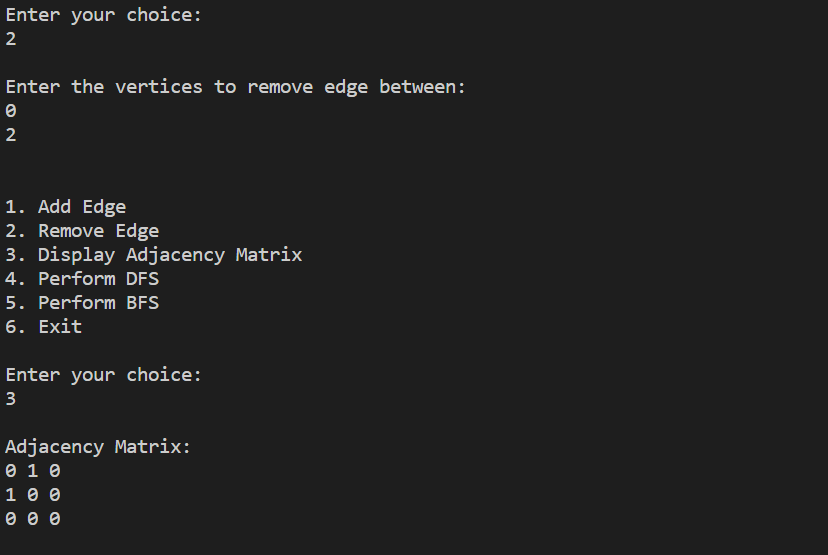 Enter your choice:
2
Enter the vertices to remove edge between:
0
2
1. Add Edge
2. Remove Edge
3. Display Adjacency Matrix
4. Perform DFS
5. Perform BFS
6. Exit
Enter your choice:
3
Adjacency Matrix:
0 1 0
1 0 0
0 0 0